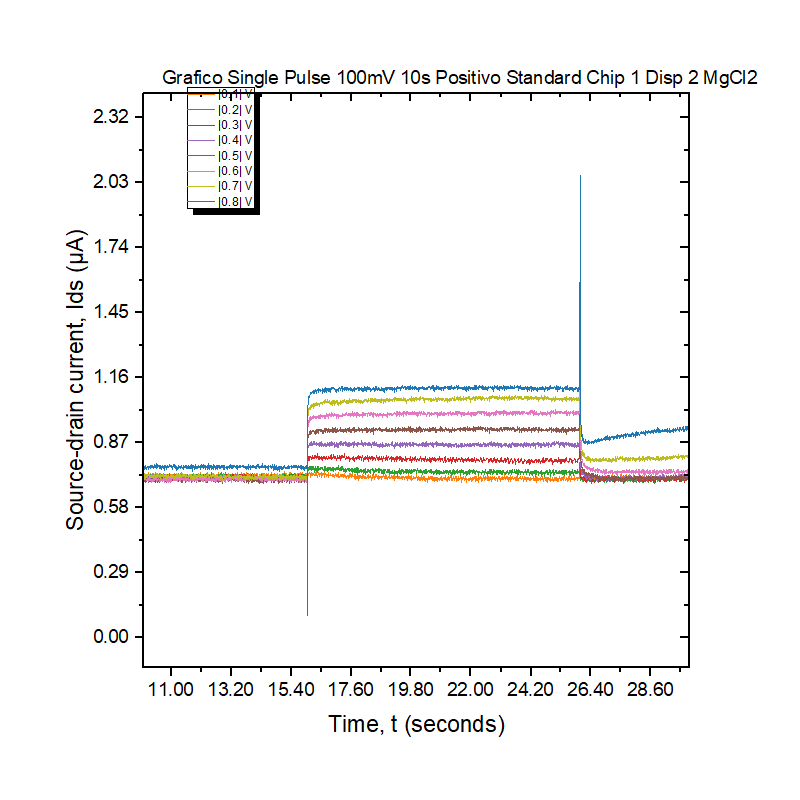 Grafico Single Pulse 100mV 10s Positivo Standard Chip 1 Disp 2 MgCl2
|0.1| V
|0.2| V
|0.3| V
|0.4| V
|0.5| V
|0.6| V
|0.7| V
|0.8| V
2.32
2.03
1.74
1.45
1.16
0.87
0.58
0.29
0.00
Source-drain current, Ids (μA)
11.00 13.20 15.40 17.60 19.80 22.00 24.20 26.40 28.60
Time, t (seconds)